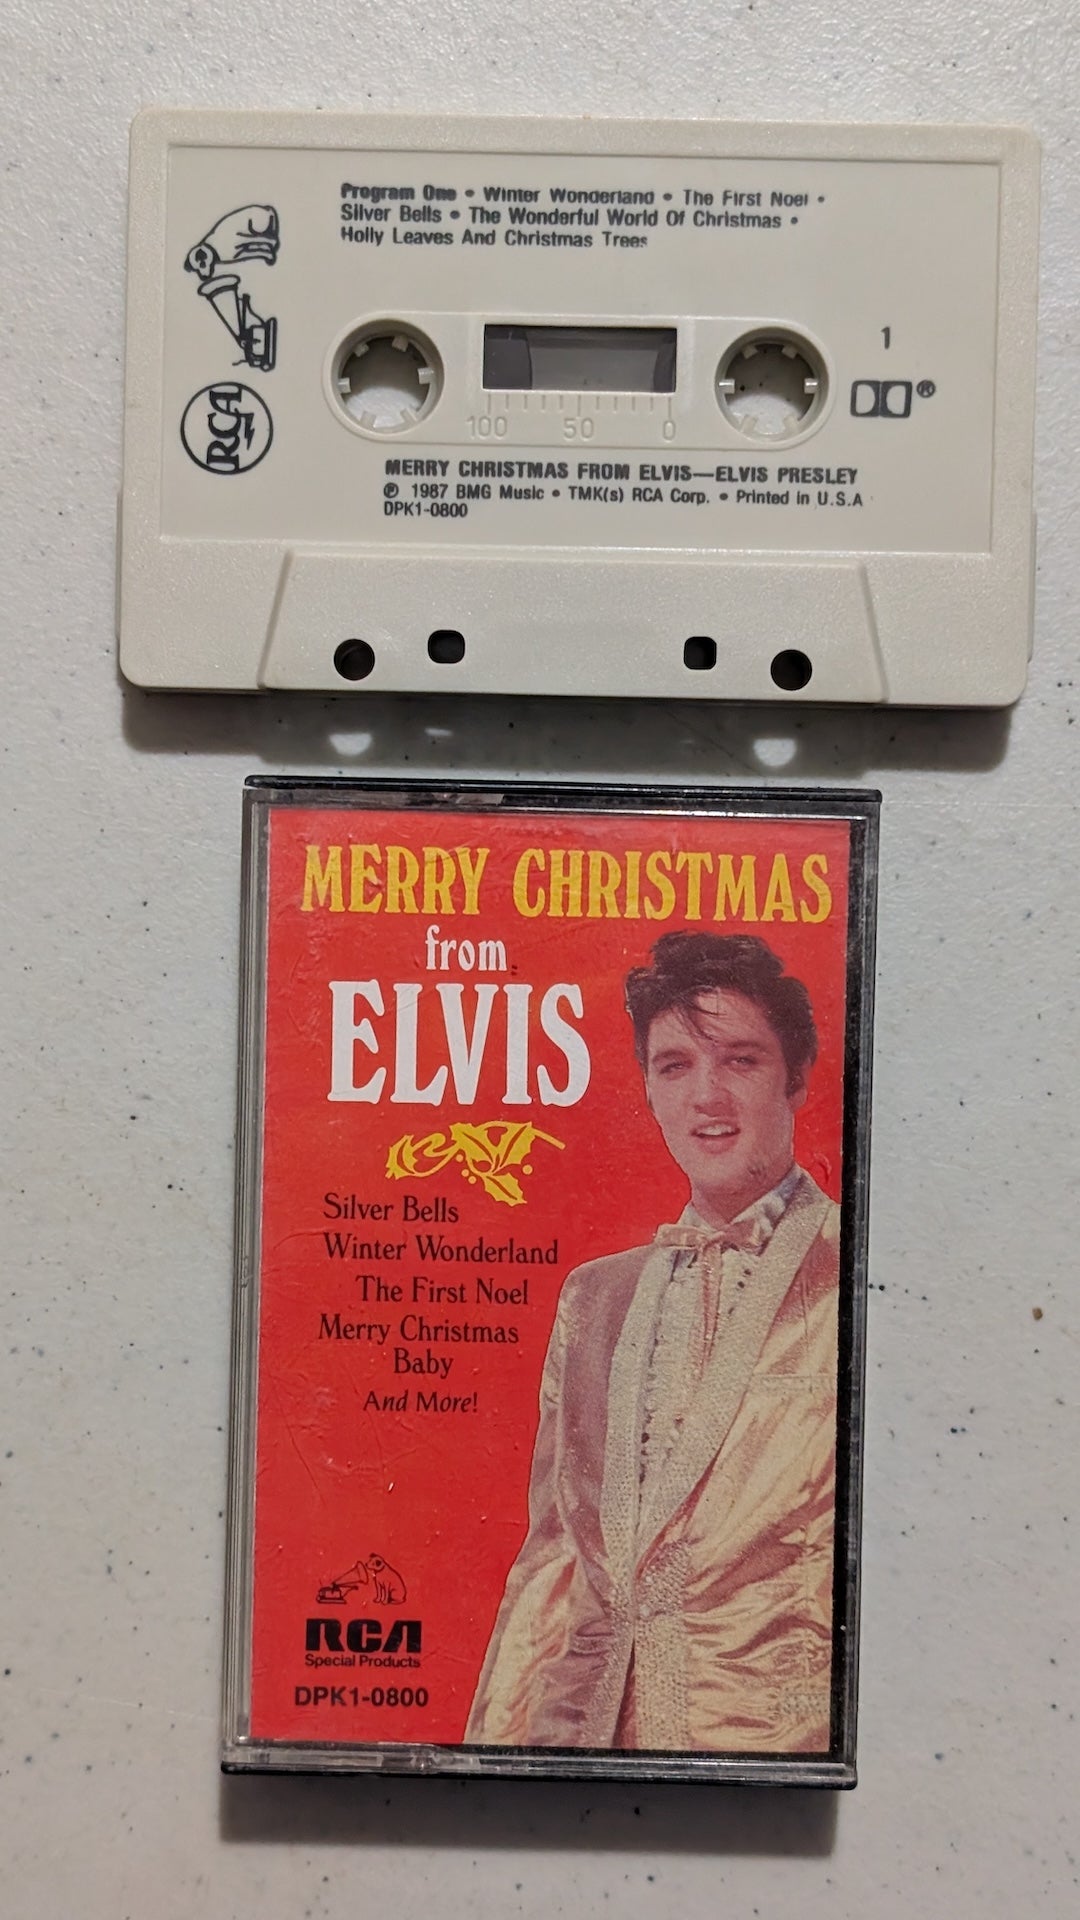 Program One • Winter Wonderland • The First Noel •
Silver Bells • The Wonderful World Of Christmas •
Holly Leaves And Christmas Trees
1
RCA
®
100 50 0
MERRY CHRISTMAS FROM ELVIS—ELVIS PRESLEY
℗ 1987 BMG Music • TMK(s) RCA Corp. • Printed in U.S.A
DPK1-0800
MERRY CHRISTMAS
from
ELVIS
Silver Bells
Winter Wonderland
The First Noel
Merry Christmas
Baby
And More!
RCA
Special Products
DPK1-0800